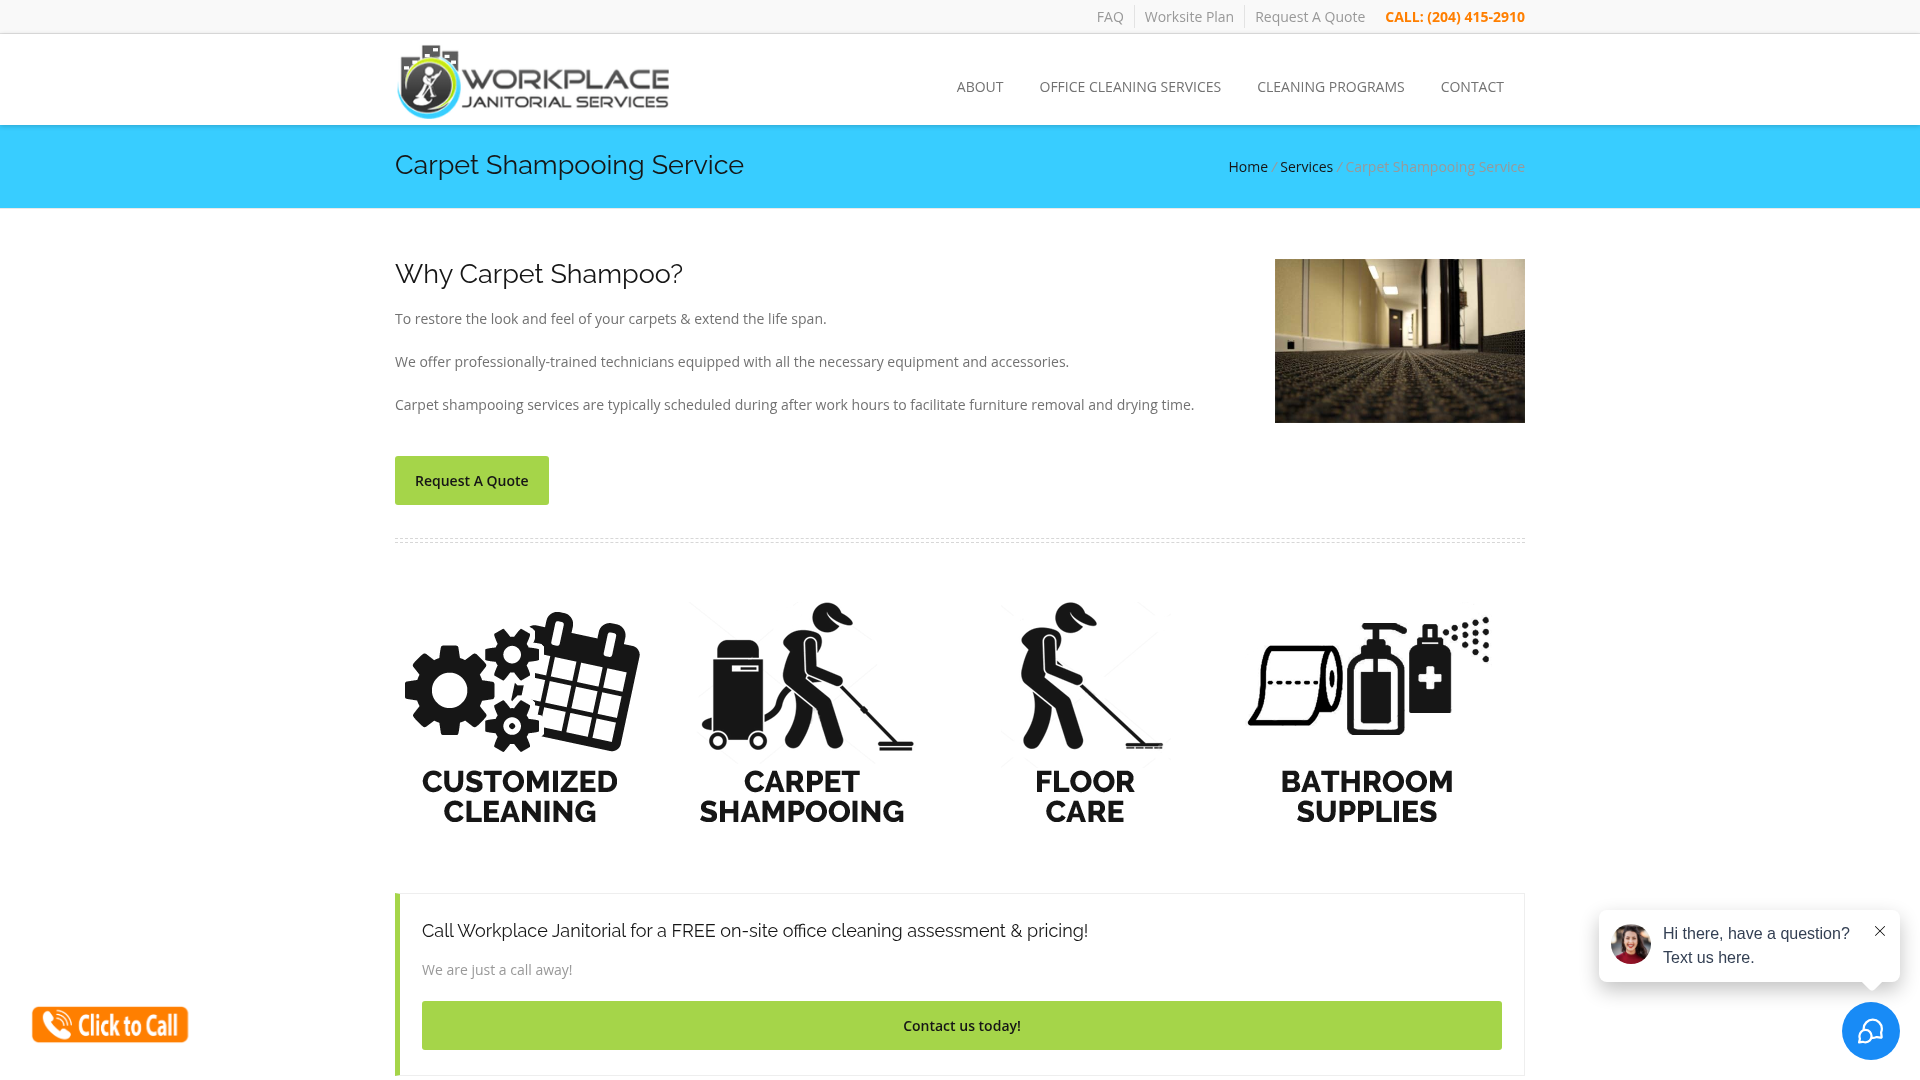 FAQ Worksite Plan Request A Quote CALL: (204) 415-2910
WORKPLACE
JANITORIAL SERVICES
ABOUT OFFICE CLEANING SERVICES CLEANING PROGRAMS CONTACT
Carpet Shampooing Service
Home / Services / Carpet Shampooing Service
Why Carpet Shampoo?
To restore the look and feel of your carpets & extend the life span.
We offer professionally-trained technicians equipped with all the necessary equipment and accessories.
Carpet shampooing services are typically scheduled during after work hours to facilitate furniture removal and drying time.
Request A Quote
CUSTOMIZED
CLEANING
CARPET
SHAMPOOING
FLOOR
CARE
BATHROOM
SUPPLIES
Call Workplace Janitorial for a FREE on-site office cleaning assessment & pricing!
We are just a call away!
Contact us today!
Click to Call
Hi there, have a question?
Text us here.